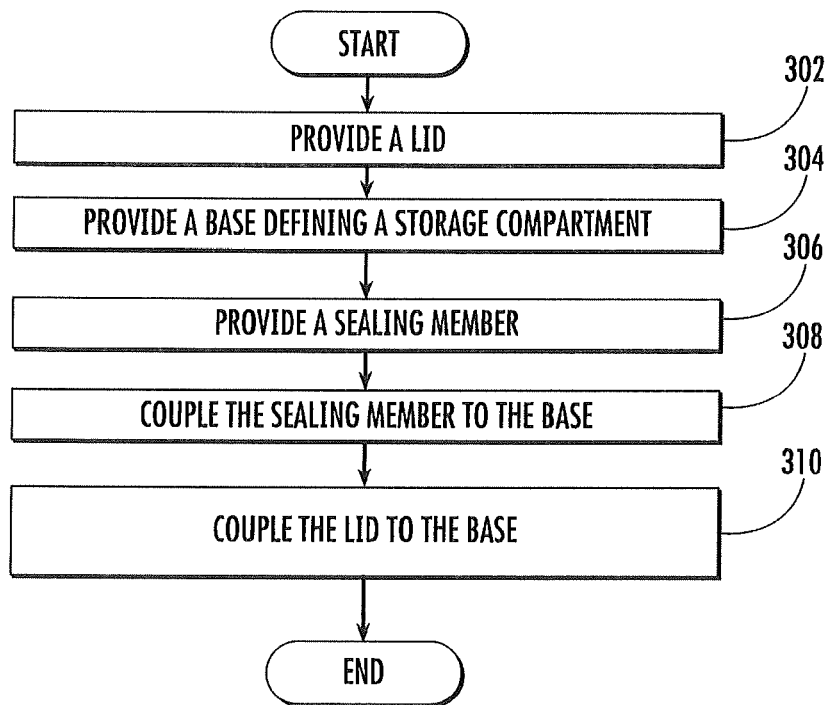 START
302
PROVIDE A LID
304
PROVIDE A BASE DEFINING A STORAGE COMPARTMENT
306
PROVIDE A SEALING MEMBER
308
COUPLE THE SEALING MEMBER TO THE BASE
310
COUPLE THE LID TO THE BASE
END